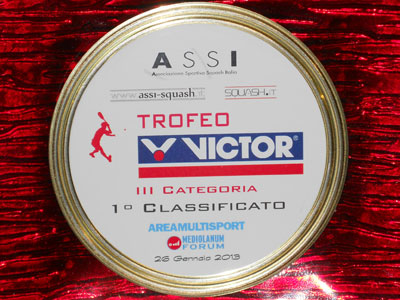 ASSI
Associazione Sportiva Squash Italia
www.assi-squash.it SQUASH.it
TROFEO
VICTOR®
III CATEGORIA
1° CLASSIFICATO
AREAMULTISPORT
MEDIOLANUM
FORUM
26 Gennaio 2013